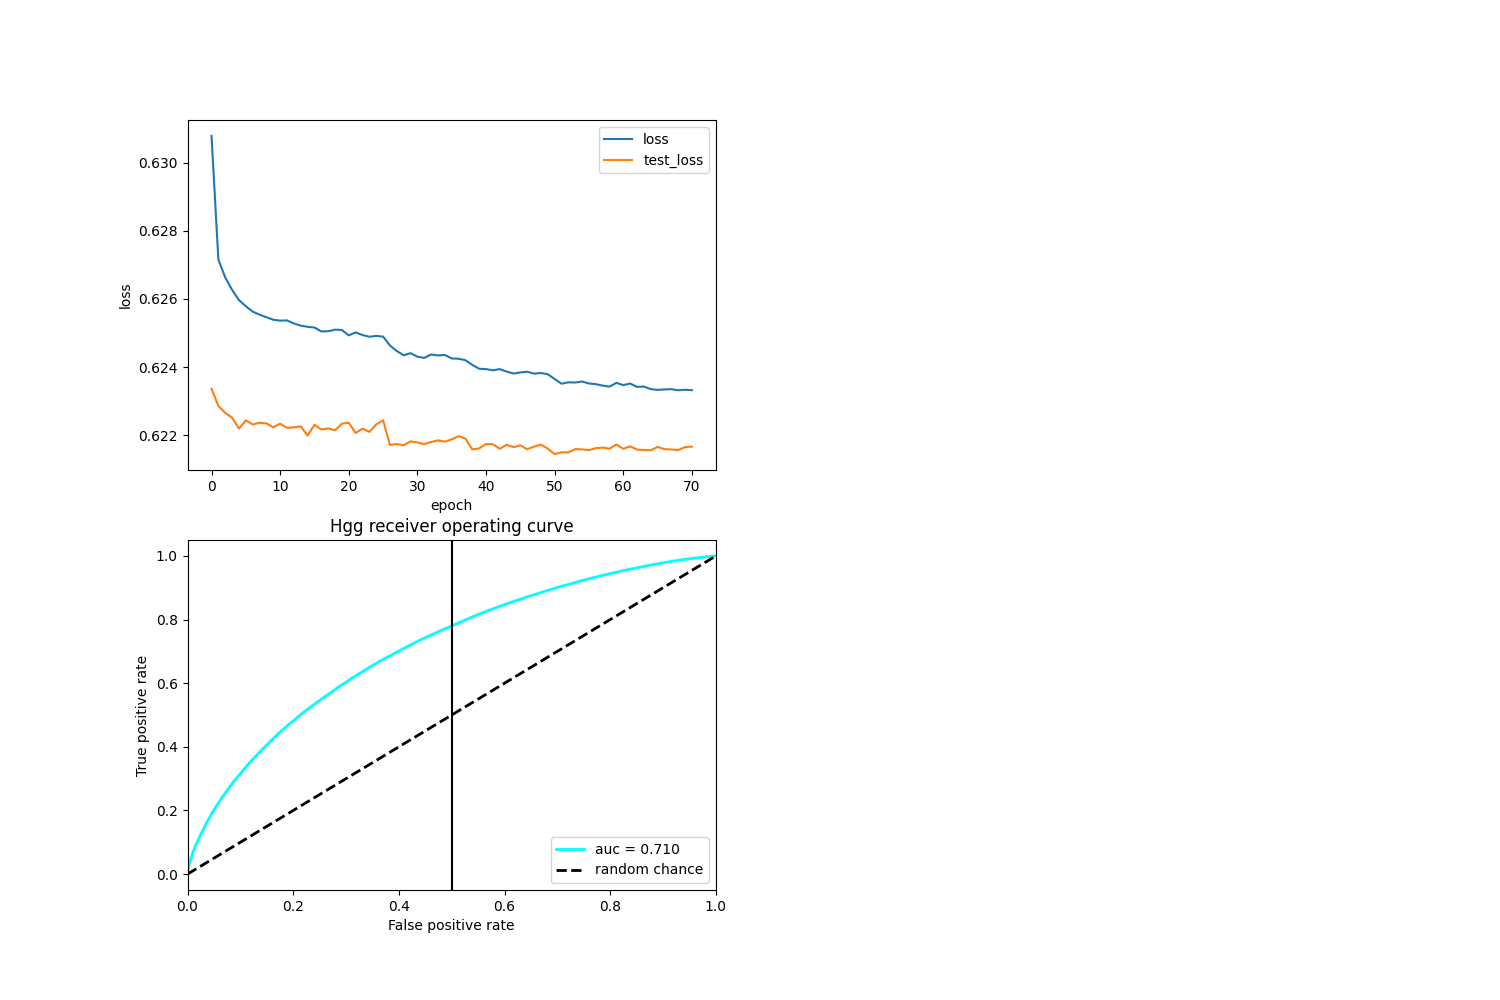 loss
test_loss
0.630
0.628
0.626
0.624
0.622
loss
0 10 20 30 40 50 60 70
epoch
Hgg receiver operating curve
1.0
0.8
0.6
0.4
0.2
0.0
True positive rate
auc = 0.710
random chance
0.0 0.2 0.4 0.6 0.8 1.0
False positive rate